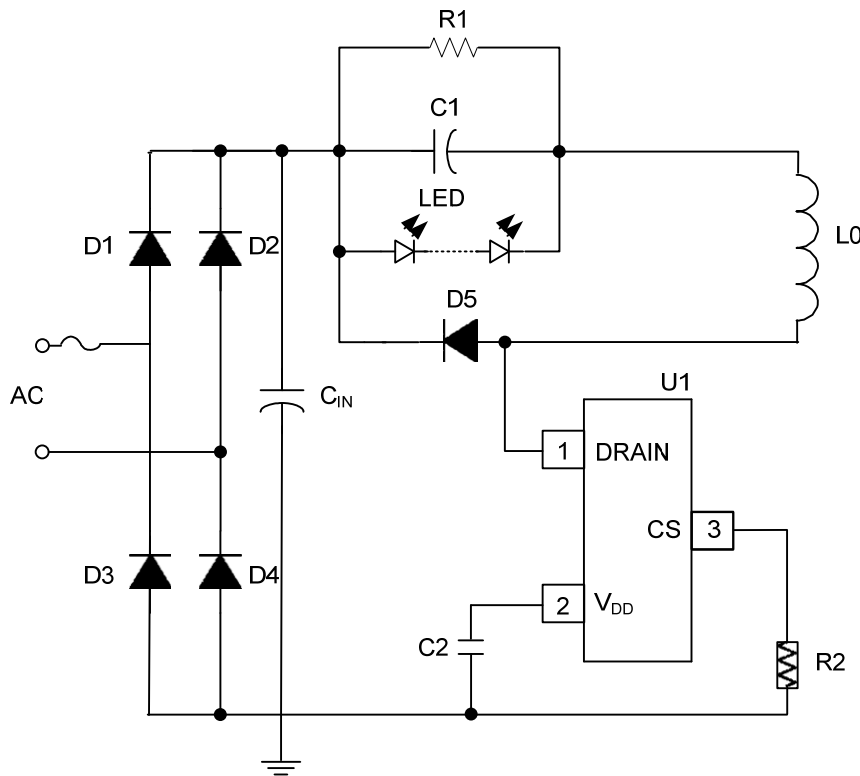 R1
C1
LED
L0
D1
D2
D5
AC
CIN
U1
1
DRAIN
CS
3
D3
D4
2
VDD
C2
R2